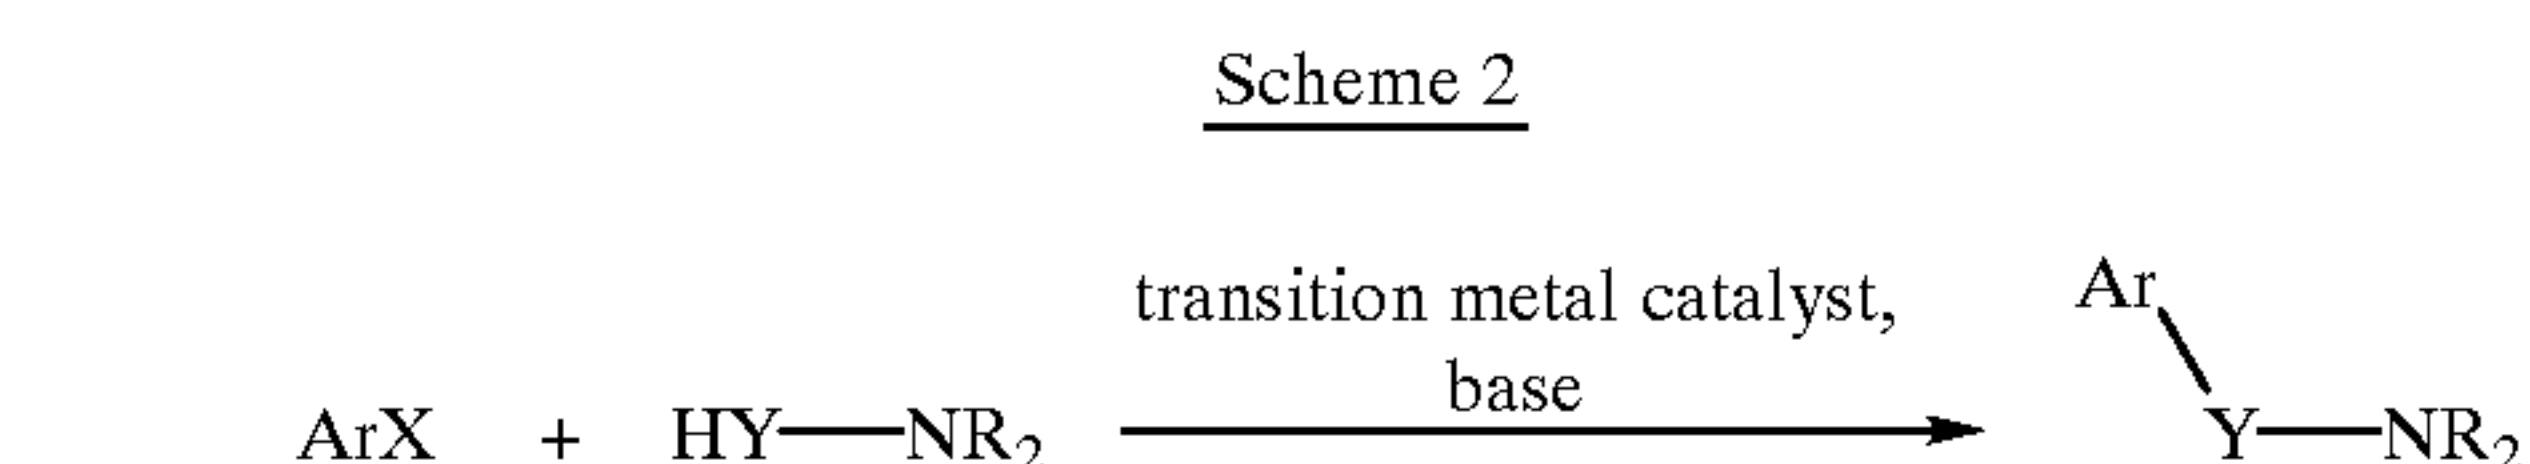 Scheme 2
transition metal catalyst,
base
Ar
ArX + HY—NR2
Y—NR2